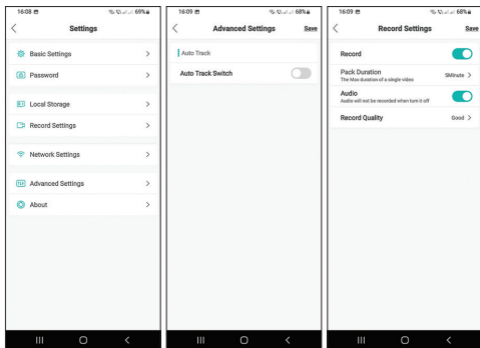 16:08 69%
Settings
Basic Settings
Password
Local Storage
Record Settings
Network Settings
Advanced Settings
About
16:09 68%
Advanced Settings Save
Auto Track
Auto Track Switch
16:09 68%
Record Settings Save
Record
Pack Duration
The Max duration of a single video
5Minute >
Audio
Audio will not be recorded when turn it off
Record Quality Good >